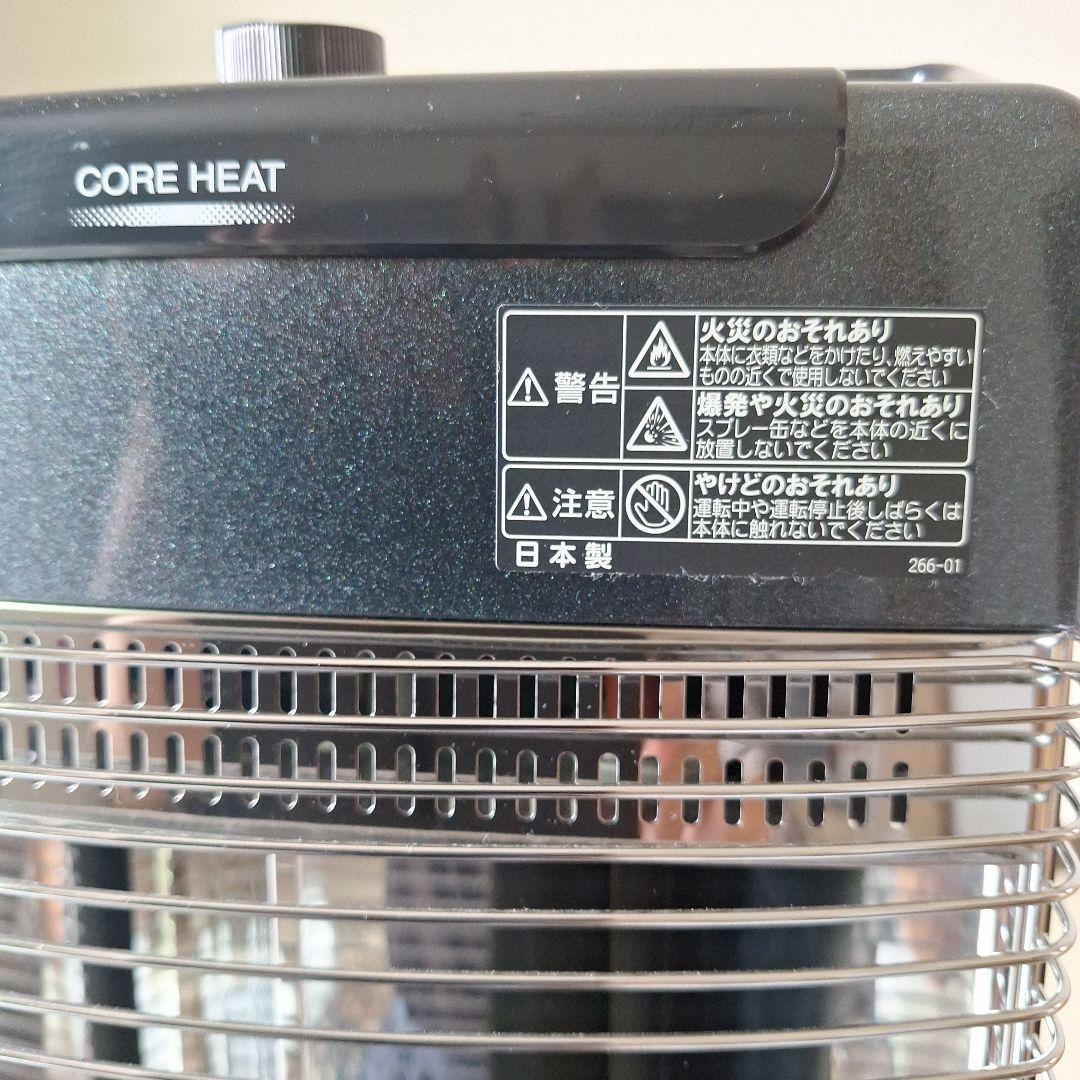 CORE HEAT
警告
火災のおそれあり
本体に衣類などをかけたり、燃えやすい
ものの近くで使用しないでください
爆発や火災のおそれあり
スプレー缶などを本体の近くに
放置しないでください
注意
やけどのおそれあり
運転中や運転停止後しばらくは
本体に触れないでください
日本製
266-01